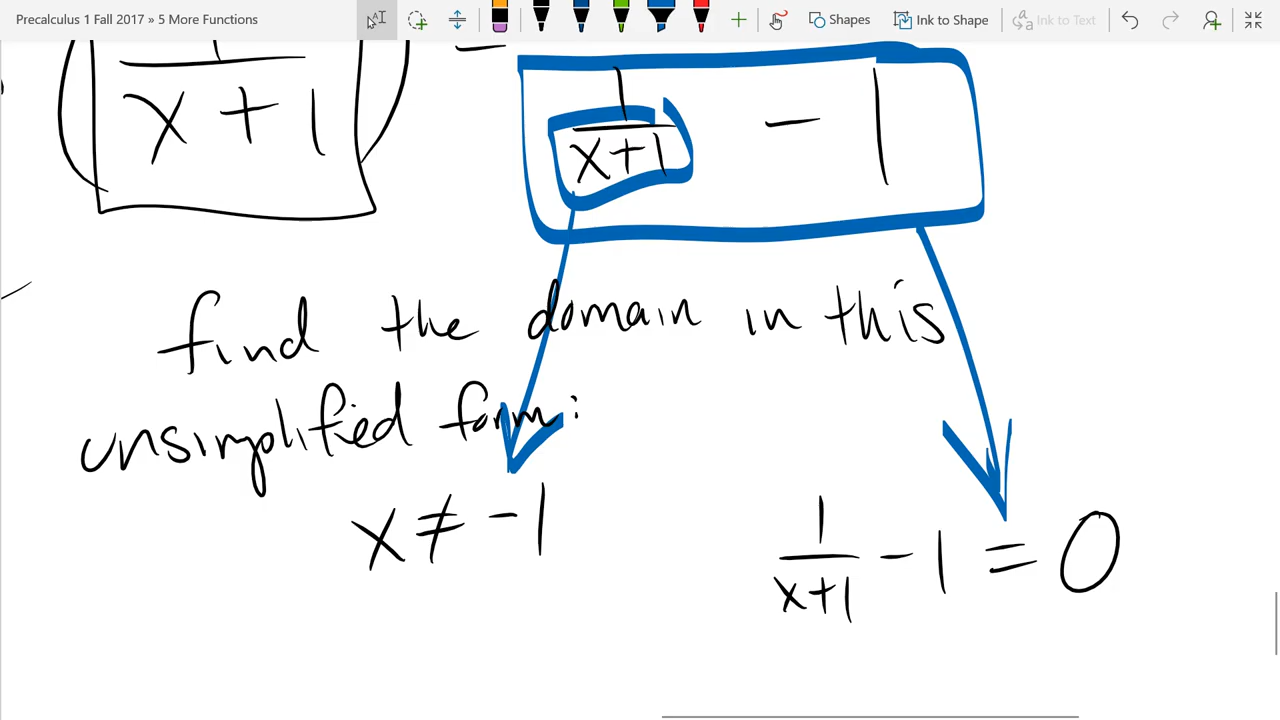 Precalculus 1 Fall 2017 » 5 More Functions
Shapes
Ink to Shape
Ink to Text
1
x + 1
1
x+1
- 1
find the domain in this
unsimplified form:
x ≠ -1
1
x+1
- 1 = 0